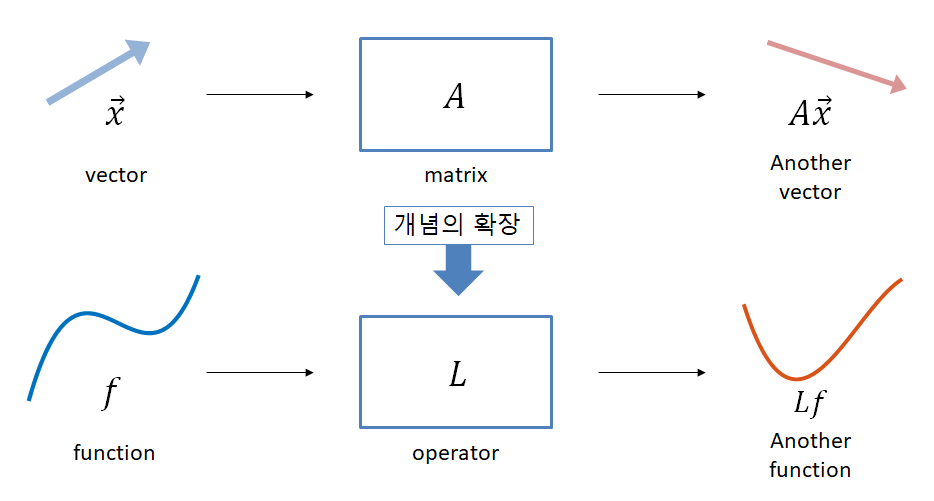 $\vec{x}$
vector
A
matrix
$A\vec{x}$
Another
vector
개념의 확장
f
function
L
operator
Lf
Another
function